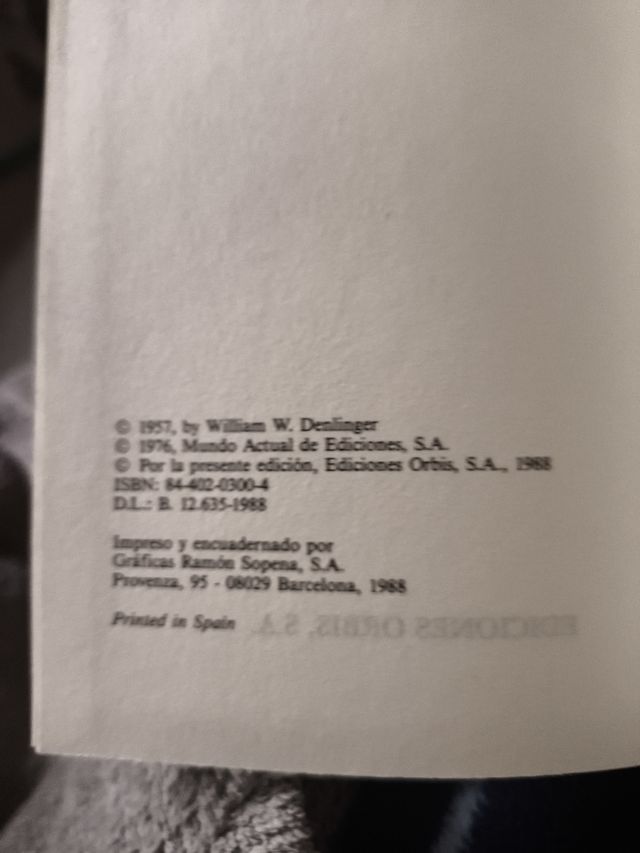 © 1957, by William W. Denlinger
© 1976, Mundo Actual de Ediciones, S.A.
© Por la presente edición, Ediciones Orbis, S.A., 1988
ISBN: 84-402-0300-4
D.L.: B. 12.635-1988
Impreso y encuadernado por
Gráficas Ramón Sopena, S.A.
Provenza, 95 - 08029 Barcelona, 1988
Printed in Spain
EDICIONES ORBIS, S.A.